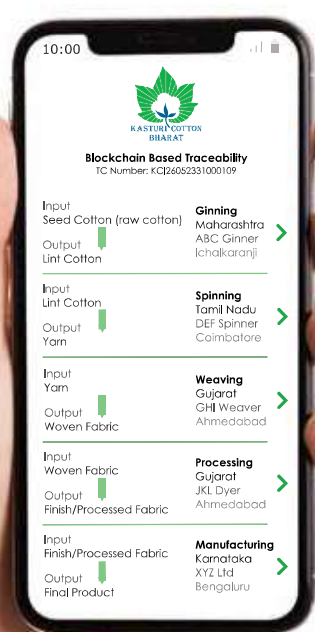 10:00
KASTURI COTTON
BHARAT
Blockchain Based Traceability
TC Number: KC|26052331000109
Input
Seed Cotton (raw cotton)
Output
Lint Cotton
Ginning
Maharashtra
ABC Ginner
Ichalkaranji
Input
Lint Cotton
Output
Yarn
Spinning
Tamil Nadu
DEF Spinner
Coimbatore
Input
Yarn
Output
Woven Fabric
Weaving
Gujarat
GHI Weaver
Ahmedabad
Input
Woven Fabric
Output
Finish/Processed Fabric
Processing
Gujarat
JKL Dyer
Ahmedabad
Input
Finish/Processed Fabric
Output
Final Product
Manufacturing
Karnataka
XYZ Ltd
Bengaluru